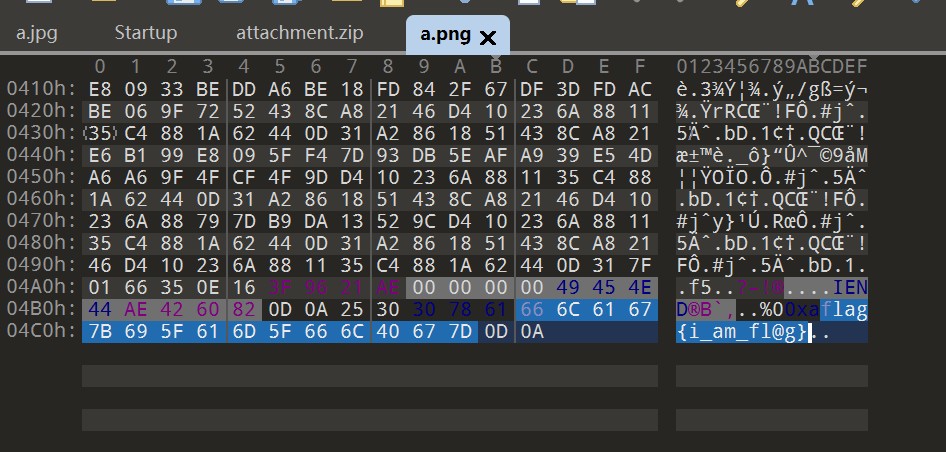 a.jpg Startup attachment.zip a.png
0 1 2 3 4 5 6 7 8 9 A B C D E F 0123456789ABCDEF
0410h: E8 09 33 BE DD A6 BE 18 FD 84 2F 67 DF 3D FD AC è.3¾Ý¦¾.ý„/gß=ý¬
0420h: BE 06 9F 72 52 43 8C A8 21 46 D4 10 23 6A 88 11 ¾.ŸrRCŒ¨!FÔ.#jˆ.
0430h: 35 C4 88 1A 62 44 0D 31 A2 86 18 51 43 8C A8 21 5Äˆ.bD.1¢†.QCŒ¨!
0440h: E6 B1 99 E8 09 5F F4 7D 93 DB 5E AF A9 39 E5 4D æ±™è._ô}“Û^¯©9åM
0450h: A6 A6 9F 4F CF 4F 9D D4 10 23 6A 88 11 35 C4 88 ¦¦ŸOÏO.Ô.#jˆ.5Äˆ
0460h: 1A 62 44 0D 31 A2 86 18 51 43 8C A8 21 46 D4 10 .bD.1¢†.QCŒ¨!FÔ.
0470h: 23 6A 88 79 7D B9 DA 13 52 9C D4 10 23 6A 88 11 #jˆy}¹Ú.RœÔ.#jˆ.
0480h: 35 C4 88 1A 62 44 0D 31 A2 86 18 51 43 8C A8 21 5Äˆ.bD.1¢†.QCŒ¨!
0490h: 46 D4 10 23 6A 88 11 35 C4 88 1A 62 44 0D 31 7F FÔ.#jˆ.5Äˆ.bD.1.
04A0h: 01 66 35 0E 16 3F 96 21 AE 00 00 00 00 49 45 4E .f5..?–!®....IEN
04B0h: 44 AE 42 60 82 0D 0A 25 30 30 78 61 66 6C 61 67 D®B`‚..%00xaflag
04C0h: 7B 69 5F 61 6D 5F 66 6C 40 67 7D 0D 0A {i_am_fl@g}..